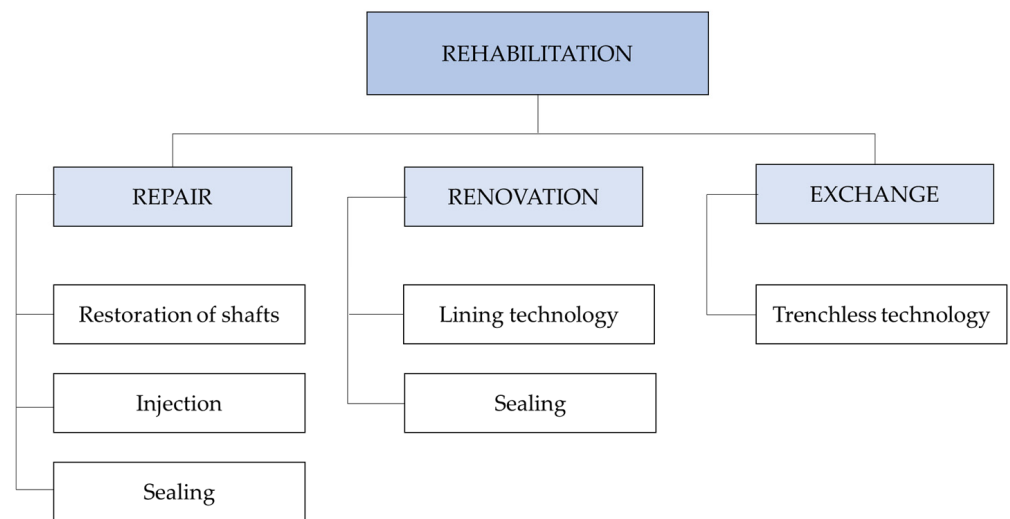 REHABILITATION
REPAIR
RENOVATION
EXCHANGE
Restoration of shafts
Lining technology
Trenchless technology
Injection
Sealing
Sealing